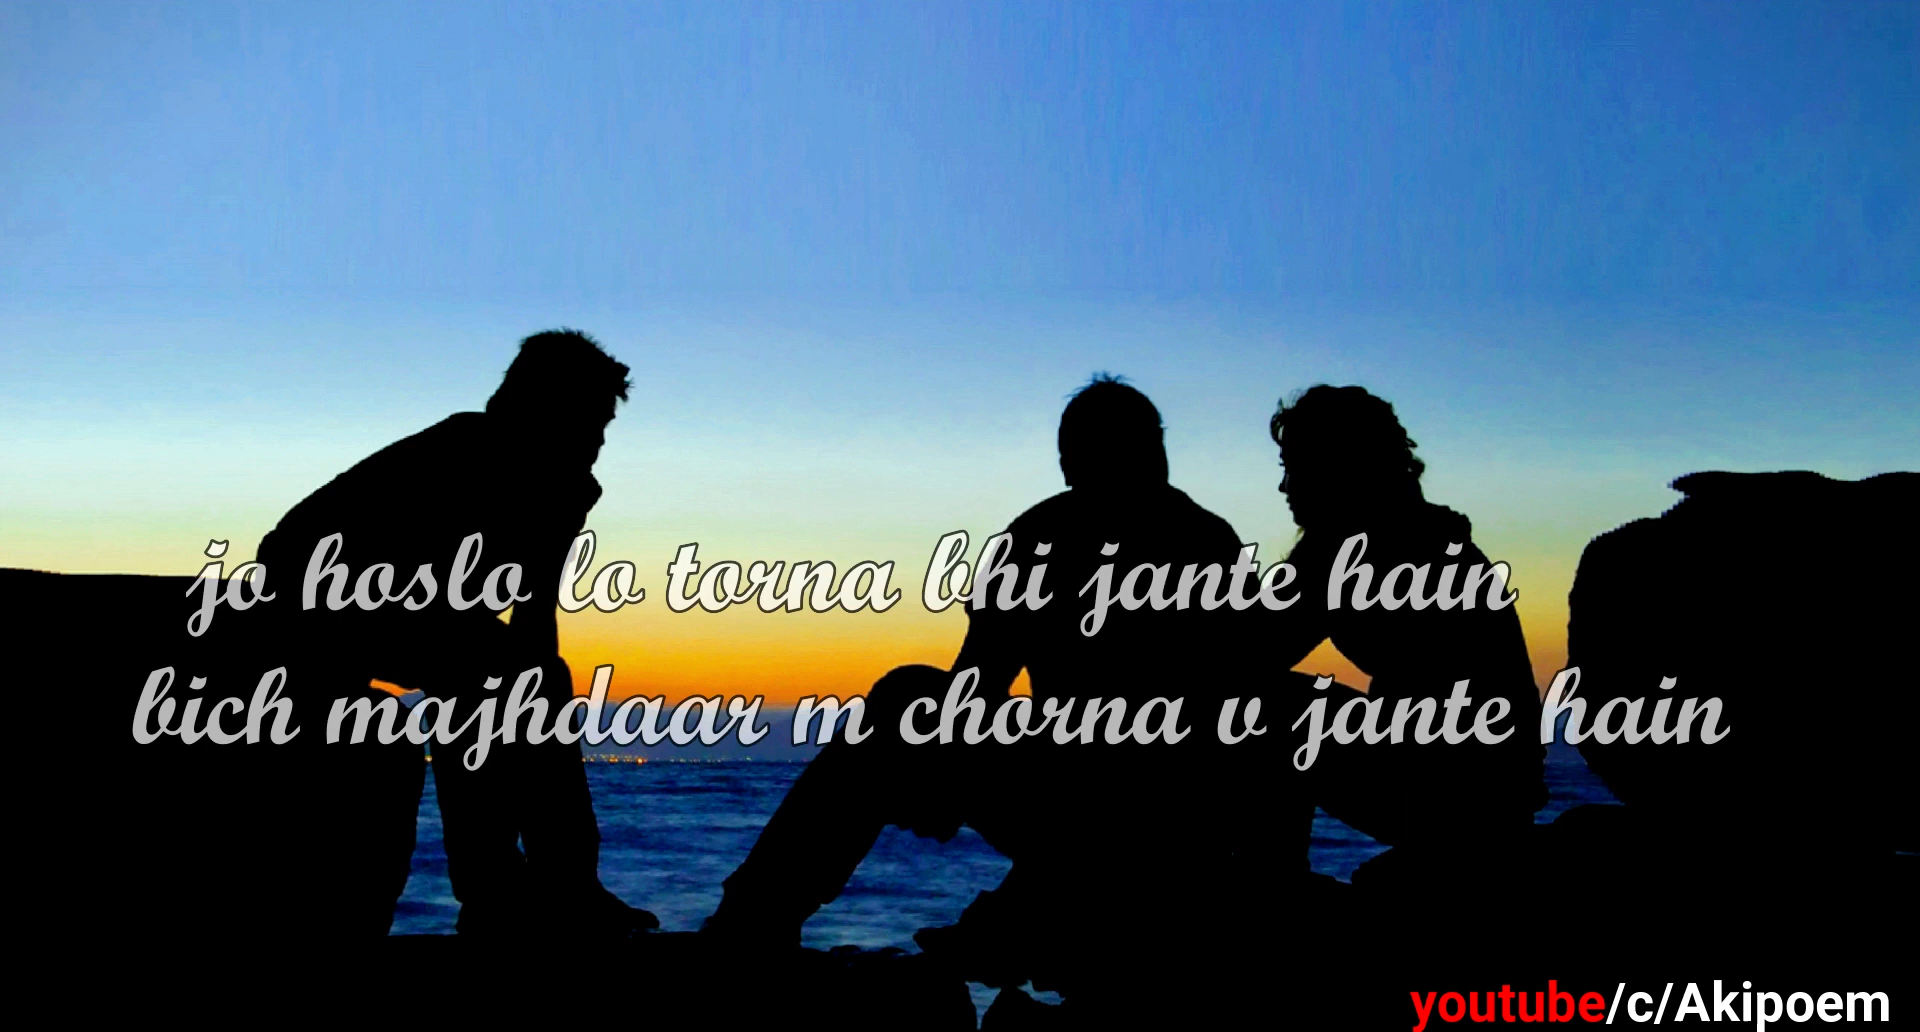 jo hoslo lo torna bhi jante hain
bich majhdaar m chorna v jante hain
youtube/c/Akipoem